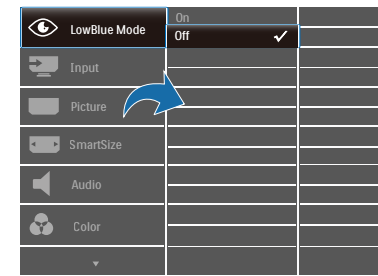 LowBlue Mode
On
Off
Input
Picture
SmartSize
Audio
Color